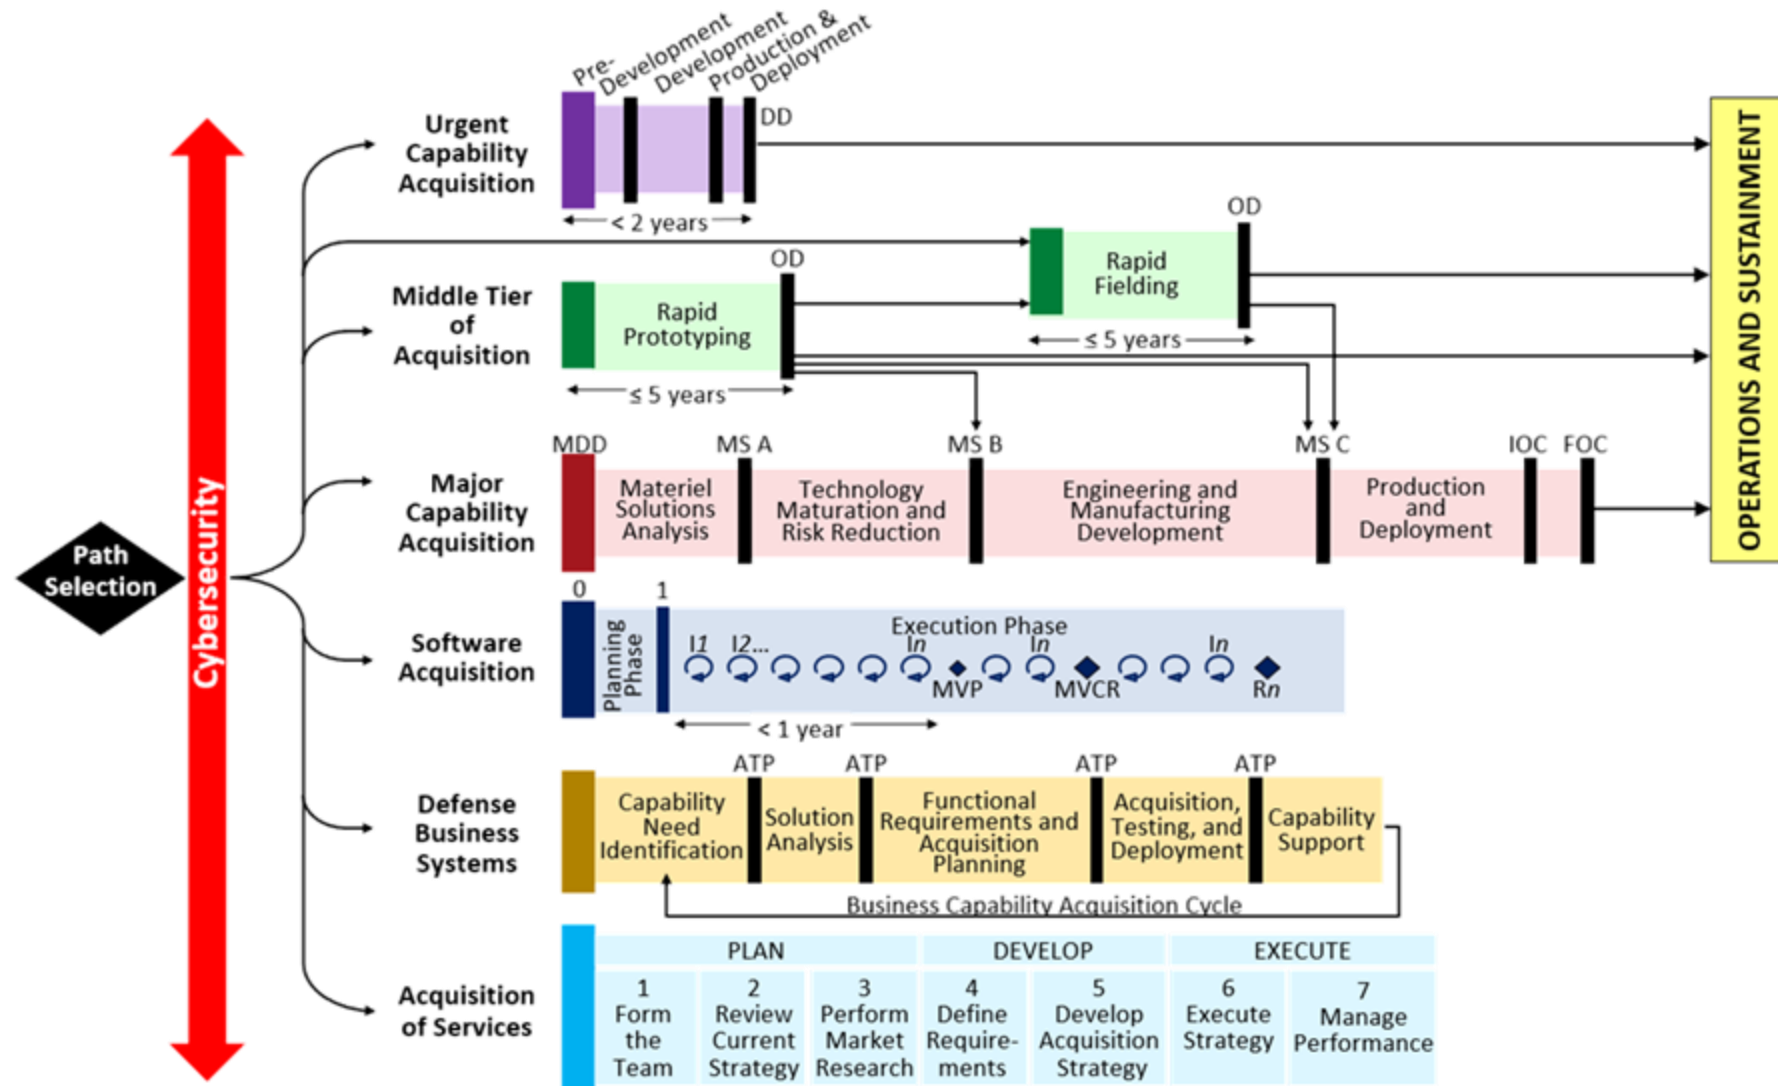 Pre-
Development
Development
Production &
Deployment
Urgent
Capability
Acquisition
DD
< 2 years
OD
Rapid
Fielding
≤ 5 years
Middle Tier
of
Acquisition
OD
Rapid
Prototyping
≤ 5 years
OPERATIONS AND SUSTAINMENT
Path
Selection
Cybersecurity
Major
Capability
Acquisition
MDD
MS A
MS B
MS C
IOC
FOC
Materiel
Solutions
Analysis
Technology
Maturation and
Risk Reduction
Engineering and
Manufacturing
Development
Production
and
Deployment
Software
Acquisition
0
1
Planning
Phase
Execution Phase
I1
I2...
In
In
In
MVP
MVCR
Rn
< 1 year
Defense
Business
Systems
ATP
ATP
ATP
ATP
Capability
Need
Identification
Solution
Analysis
Functional
Requirements and
Acquisition
Planning
Acquisition,
Testing, and
Deployment
Capability
Support
Business Capability Acquisition Cycle
Acquisition
of Services
PLAN
DEVELOP
EXECUTE
1
Form
the
Team
2
Review
Current
Strategy
3
Perform
Market
Research
4
Define
Require-
ments
5
Develop
Acquisition
Strategy
6
Execute
Strategy
7
Manage
Performance